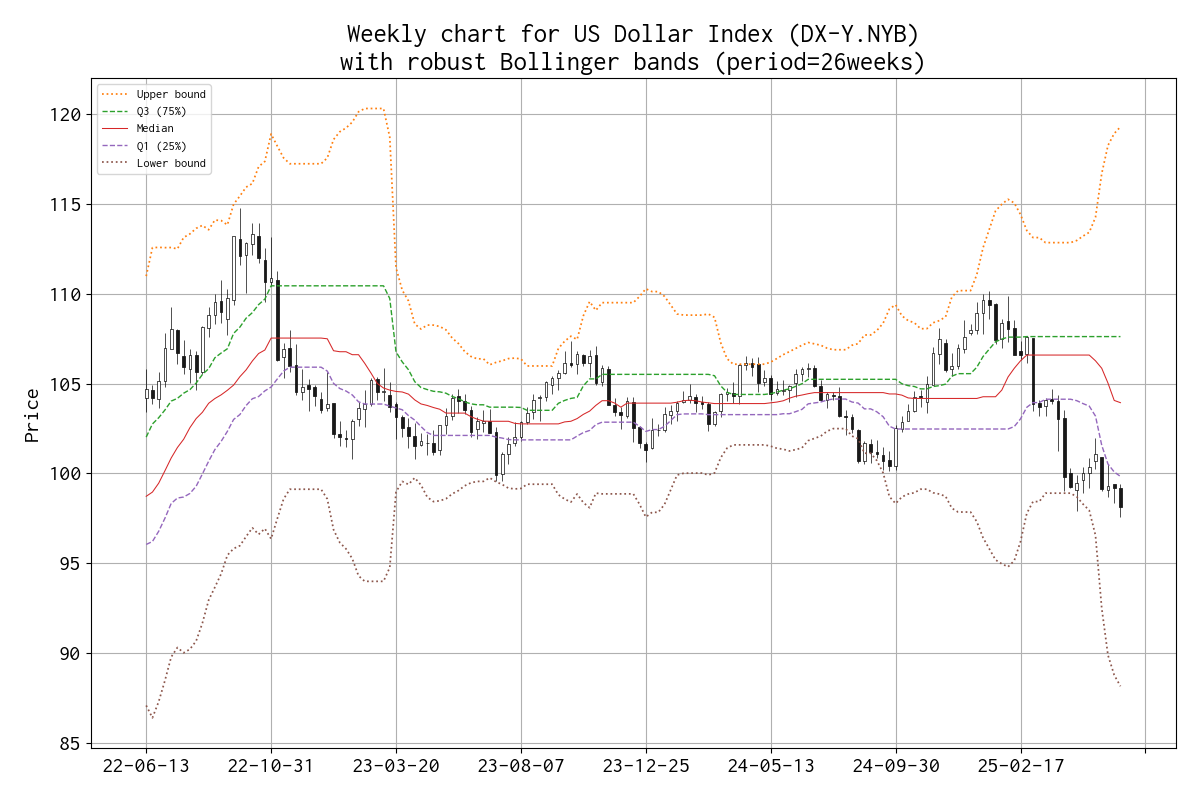 Weekly chart for US Dollar Index (DX-Y.NYB)
with robust Bollinger bands (period=26weeks)
Upper bound
Q3 (75%)
Median
Q1 (25%)
Lower bound
Price
120
115
110
105
100
95
90
85
22-06-13
22-10-31
23-03-20
23-08-07
23-12-25
24-05-13
24-09-30
25-02-17